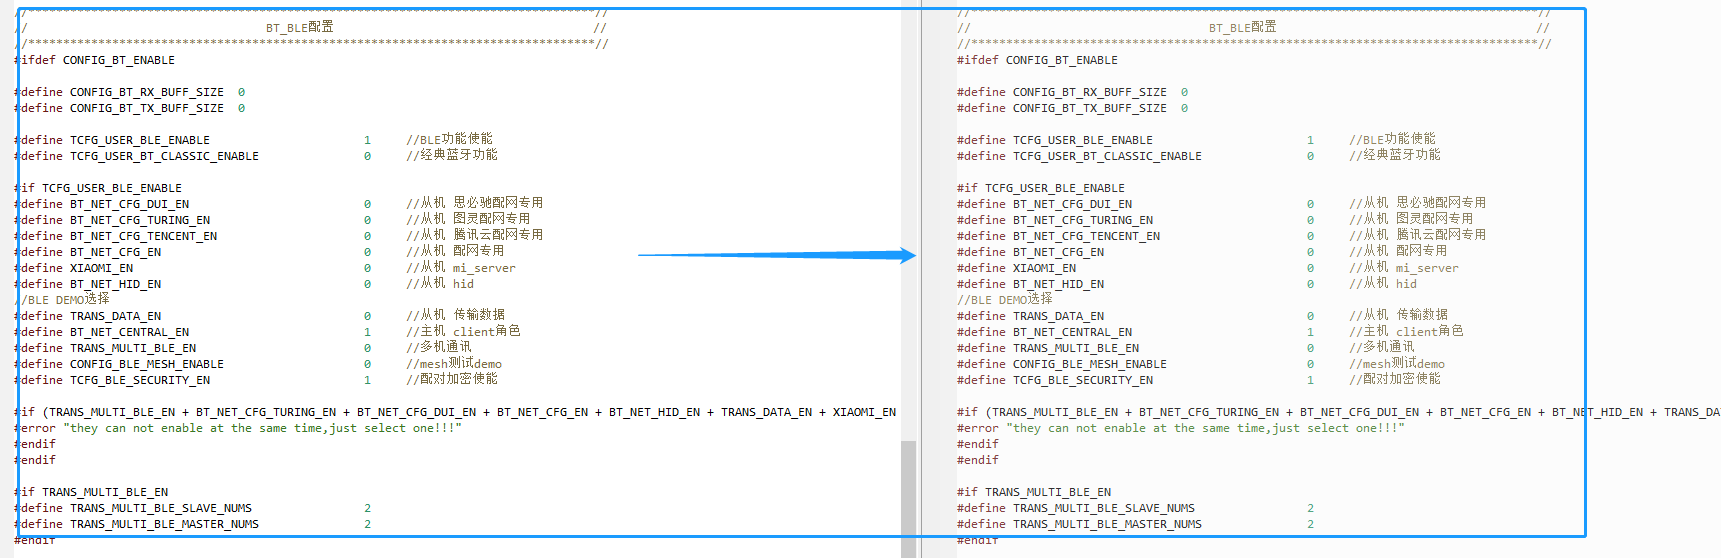 //*********************************************************************************//
//                                  BT_BLE配置                                     //
//*********************************************************************************//
#ifdef CONFIG_BT_ENABLE
#define CONFIG_BT_RX_BUFF_SIZE  0
#define CONFIG_BT_TX_BUFF_SIZE  0
#define TCFG_USER_BLE_ENABLE                      1     //BLE功能使能
#define TCFG_USER_BT_CLASSIC_ENABLE               0     //经典蓝牙功能
#if TCFG_USER_BLE_ENABLE
#define BT_NET_CFG_DUI_EN                         0     //从机 思必驰配网专用
#define BT_NET_CFG_TURING_EN                      0     //从机 图灵配网专用
#define BT_NET_CFG_TENCENT_EN                     0     //从机 腾讯云配网专用
#define BT_NET_CFG_EN                             0     //从机 配网专用
#define XIAOMI_EN                                 0     //从机 mi_server
#define BT_NET_HID_EN                             0     //从机 hid
//BLE DEMO选择
#define TRANS_DATA_EN                             0     //从机 传输数据
#define BT_NET_CENTRAL_EN                         1     //主机 client角色
#define TRANS_MULTI_BLE_EN                        0     //多机通讯
#define CONFIG_BLE_MESH_ENABLE                    0     //mesh测试demo
#define TCFG_BLE_SECURITY_EN                      1     //配对加密使能
#if (TRANS_MULTI_BLE_EN + BT_NET_CFG_TURING_EN + BT_NET_CFG_DUI_EN + BT_NET_CFG_EN + BT_NET_HID_EN + TRANS_DATA_EN + XIAOMI_EN
#error "they can not enable at the same time,just select one!!!"
#endif
#endif
#if TRANS_MULTI_BLE_EN
#define TRANS_MULTI_BLE_SLAVE_NUMS                2
#define TRANS_MULTI_BLE_MASTER_NUMS               2
#endif
//*********************************************************************************//
//                                  BT_BLE配置                                     //
//*********************************************************************************//
#ifdef CONFIG_BT_ENABLE
#define CONFIG_BT_RX_BUFF_SIZE  0
#define CONFIG_BT_TX_BUFF_SIZE  0
#define TCFG_USER_BLE_ENABLE                      1     //BLE功能使能
#define TCFG_USER_BT_CLASSIC_ENABLE               0     //经典蓝牙功能
#if TCFG_USER_BLE_ENABLE
#define BT_NET_CFG_DUI_EN                         0     //从机 思必驰配网专用
#define BT_NET_CFG_TURING_EN                      0     //从机 图灵配网专用
#define BT_NET_CFG_TENCENT_EN                     0     //从机 腾讯云配网专用
#define BT_NET_CFG_EN                             0     //从机 配网专用
#define XIAOMI_EN                                 0     //从机 mi_server
#define BT_NET_HID_EN                             0     //从机 hid
//BLE DEMO选择
#define TRANS_DATA_EN                             0     //从机 传输数据
#define BT_NET_CENTRAL_EN                         1     //主机 client角色
#define TRANS_MULTI_BLE_EN                        0     //多机通讯
#define CONFIG_BLE_MESH_ENABLE                    0     //mesh测试demo
#define TCFG_BLE_SECURITY_EN                      1     //配对加密使能
#if (TRANS_MULTI_BLE_EN + BT_NET_CFG_TURING_EN + BT_NET_CFG_DUI_EN + BT_NET_CFG_EN + BT_NET_HID_EN + TRANS_DA
#error "they can not enable at the same time,just select one!!!"
#endif
#endif
#if TRANS_MULTI_BLE_EN
#define TRANS_MULTI_BLE_SLAVE_NUMS                2
#define TRANS_MULTI_BLE_MASTER_NUMS               2
#endif